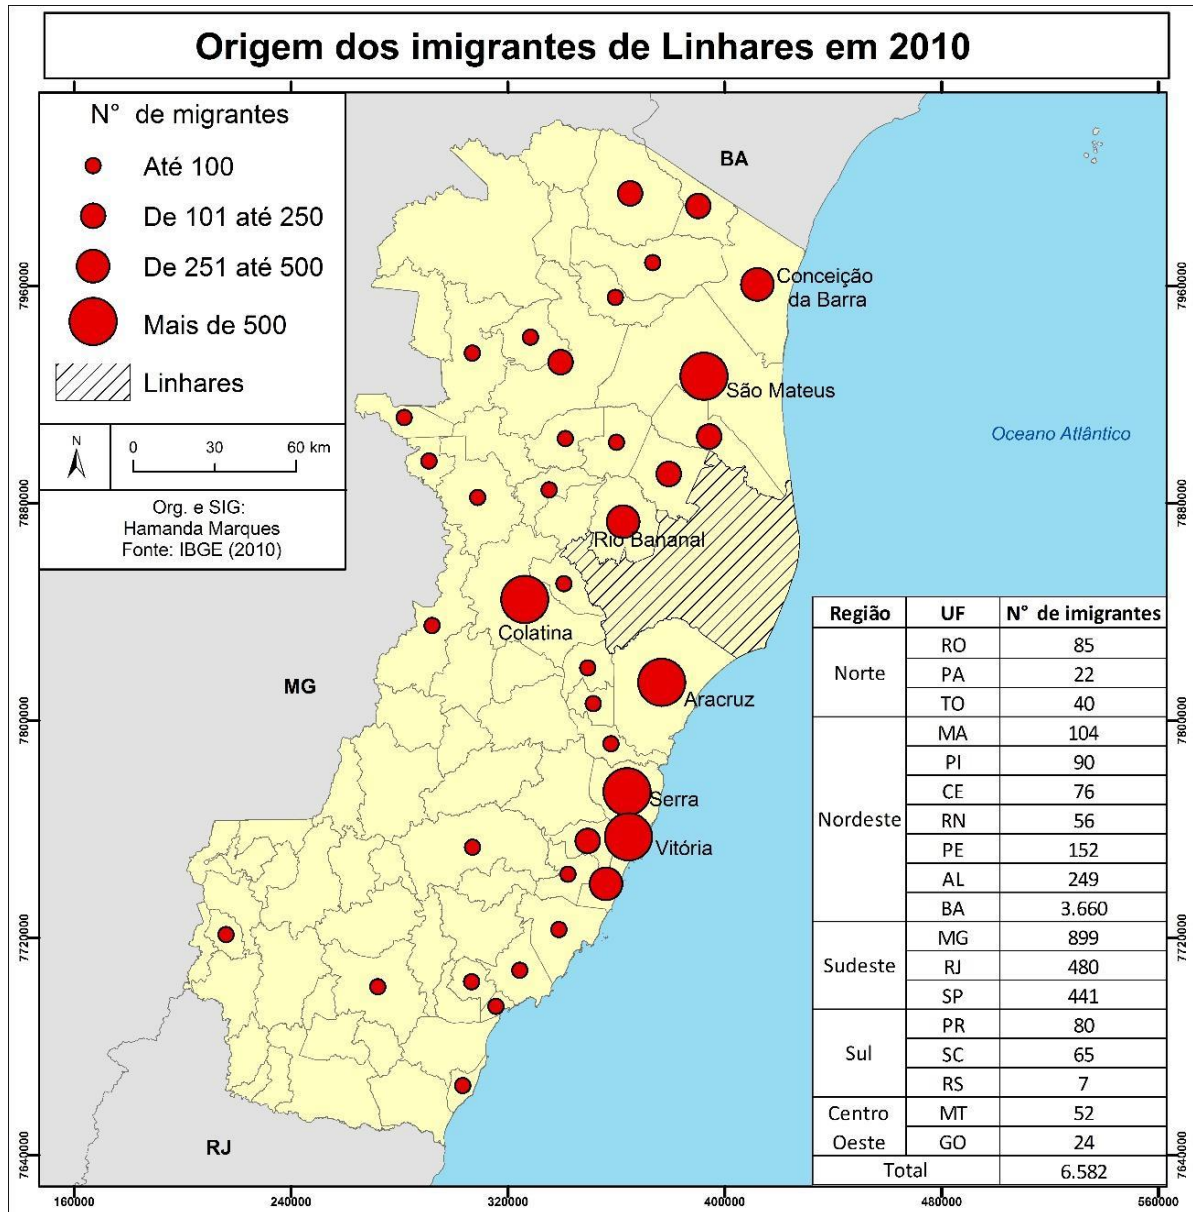 Origem dos imigrantes de Linhares em 2010
N° de migrantes
Até 100
De 101 até 250
De 251 até 500
Mais de 500
Linhares
N
0 30 60 km
Org. e SIG:
Hamanda Marques
Fonte: IBGE (2010)
BA
Conceição
da Barra
São Mateus
Oceano Atlântico
Rio Bananal
Colatina
MG
Aracruz
Serra
Vitória
RJ
Região UF N° de imigrantes
Norte
RO 85
PA 22
TO 40
Nordeste
MA 104
PI 90
CE 76
RN 56
PE 152
AL 249
BA 3.660
Sudeste
MG 899
RJ 480
SP 441
Sul
PR 80
SC 65
RS 7
Centro
Oeste
MT 52
GO 24
Total 6.582
7960000
7880000
7800000
7720000
7640000
7960000
7880000
7800000
7720000
7640000
160000 240000 320000 400000 480000 560000